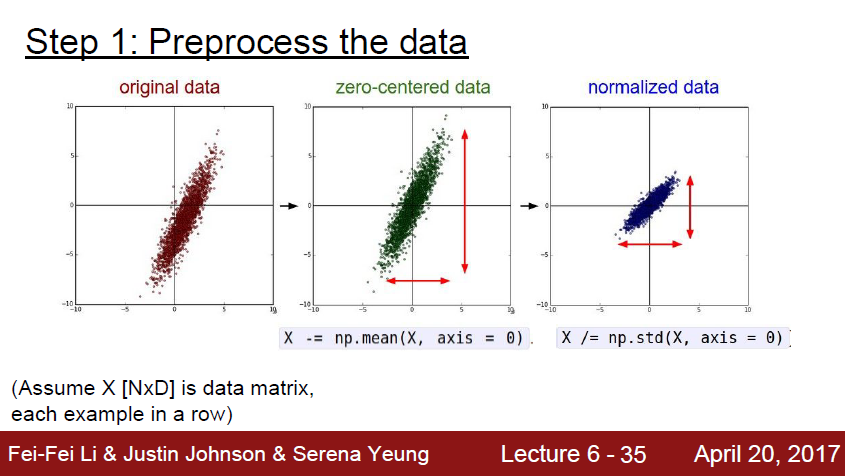 Step 1: Preprocess the data
original data
zero-centered data
normalized data
10
5
0
−5
−10
−10
−5
0
5
10
10
5
0
−5
−10
−10
−5
0
5
10
10
5
0
−5
−10
−10
−5
0
5
10
X -= np.mean(X, axis = 0).
X /= np.std(X, axis = 0)
(Assume X [NxD] is data matrix,
each example in a row)
Fei-Fei Li & Justin Johnson & Serena Yeung
Lecture 6 - 35
April 20, 2017